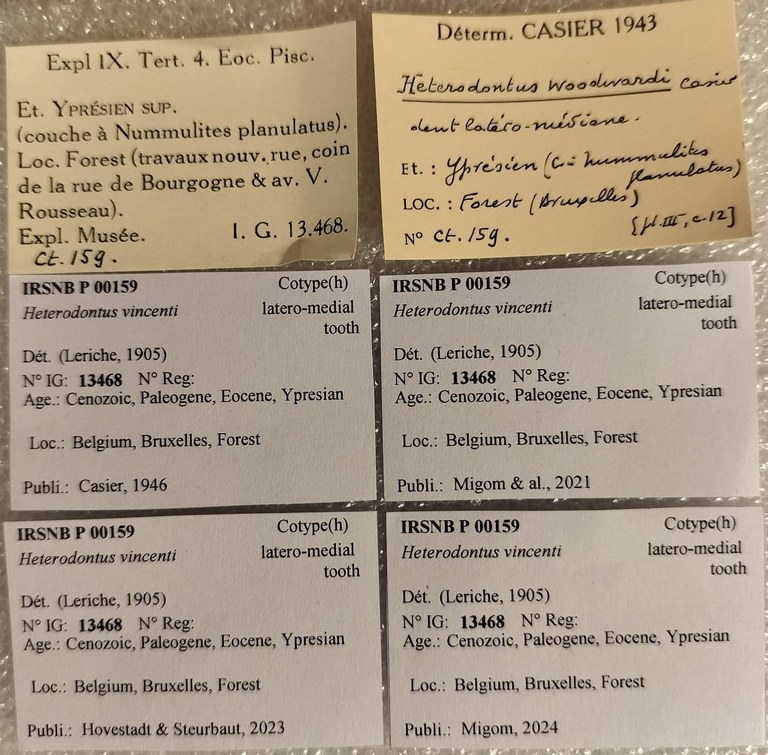 Expl IX. Tert. 4. Eoc. Pisc.
Et. YPRÉSIEN SUP.
(couche à Nummulites planulatus).
Loc. Forest (travaux nouv. rue, coin
de la rue de Bourgogne & av. V.
Rousseau).
Expl. Musée. I. G. 13.468.
Ct. 159.
Déterm. CASIER 1943
Heterodontus Woodwardi Casier
dent latéro-médiane.
Et. : Yprésien (à nummulites
planulatus)
LOC. : Forest (Bruxelles)
N° Ct. 159. [pl. III, 12]
IRSNB P 00159 Cotype(h)
Heterodontus vincenti latero-medial
tooth
Dét. (Leriche, 1905)
N° IG: 13468 N° Reg:
Age.: Cenozoic, Paleogene, Eocene, Ypresian
Loc.: Belgium, Bruxelles, Forest
Publi.: Casier, 1946
IRSNB P 00159 Cotype(h)
Heterodontus vincenti latero-medial
tooth
Dét. (Leriche, 1905)
N° IG: 13468 N° Reg:
Age.: Cenozoic, Paleogene, Eocene, Ypresian
Loc.: Belgium, Bruxelles, Forest
Publi.: Migom & al., 2021
IRSNB P 00159 Cotype(h)
Heterodontus vincenti latero-medial
tooth
Dét. (Leriche, 1905)
N° IG: 13468 N° Reg:
Age.: Cenozoic, Paleogene, Eocene, Ypresian
Loc.: Belgium, Bruxelles, Forest
Publi.: Hovestadt & Steurbaut, 2023
IRSNB P 00159 Cotype(h)
Heterodontus vincenti latero-medial
tooth
Dét. (Leriche, 1905)
N° IG: 13468 N° Reg:
Age.: Cenozoic, Paleogene, Eocene, Ypresian
Loc.: Belgium, Bruxelles, Forest
Publi.: Migom, 2024